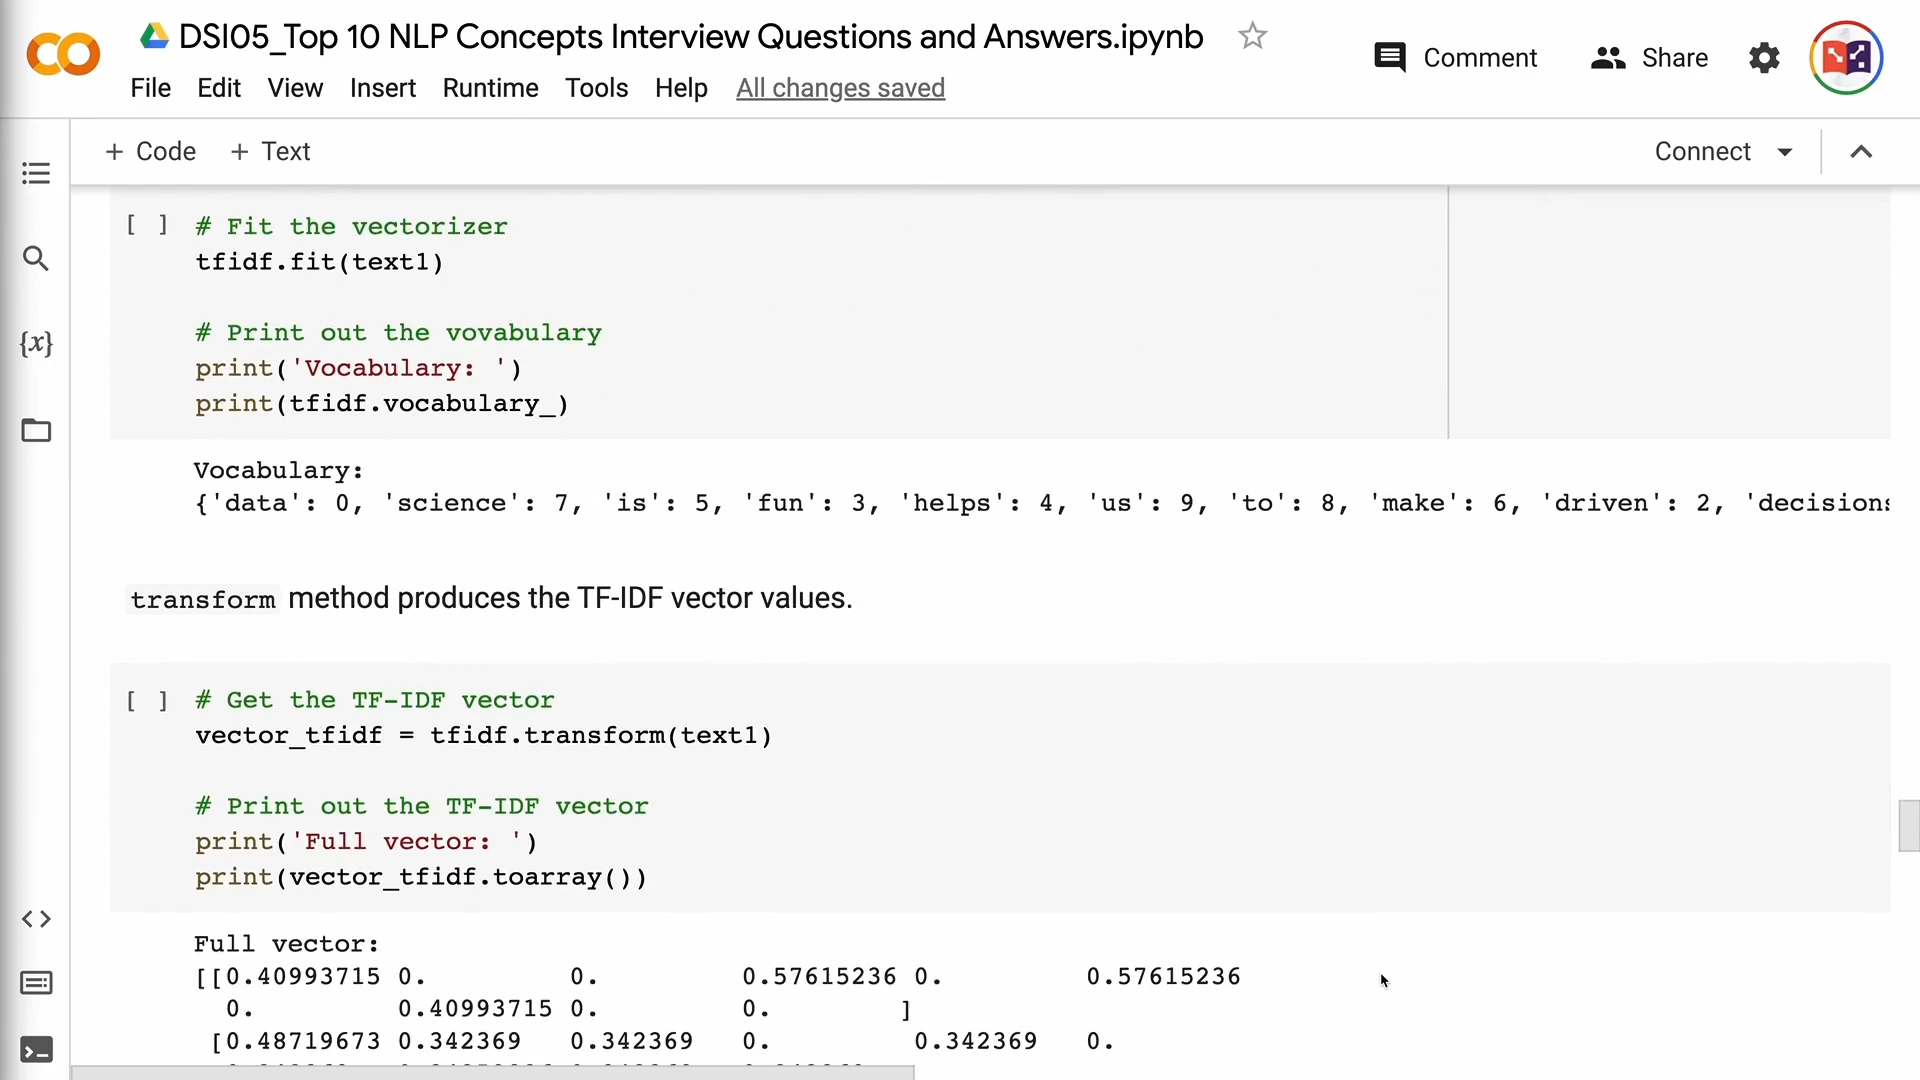 DSI05_Top 10 NLP Concepts Interview Questions and Answers.ipynb
Comment
Share
File Edit View Insert Runtime Tools Help All changes saved
+ Code + Text
Connect
[ ] # Fit the vectorizer
tfidf.fit(text1)
{x}
# Print out the vovabulary
print('Vocabulary: ')
print(tfidf.vocabulary_)
Vocabulary:
{'data': 0, 'science': 7, 'is': 5, 'fun': 3, 'helps': 4, 'us': 9, 'to': 8, 'make': 6, 'driven': 2, 'decisions
transform method produces the TF-IDF vector values.
[ ] # Get the TF-IDF vector
vector_tfidf = tfidf.transform(text1)
# Print out the TF-IDF vector
print('Full vector: ')
print(vector_tfidf.toarray())
Full vector:
[[0.40993715 0. 0. 0.57615236 0. 0.57615236
0. 0.40993715 0. 0. ]
[0.48719673 0.342369 0.342369 0. 0.342369 0.